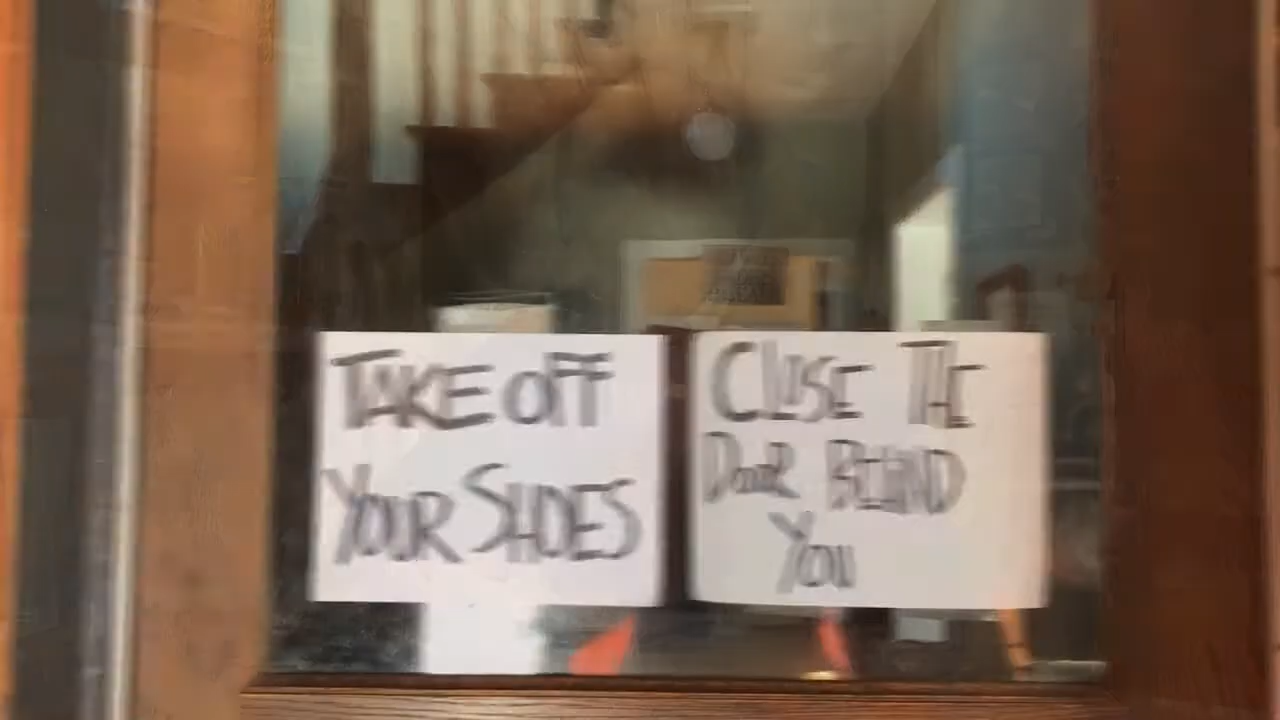 TAKE OFF
YOUR SHOES
CLOSE THE
DOOR BEHIND
YOU